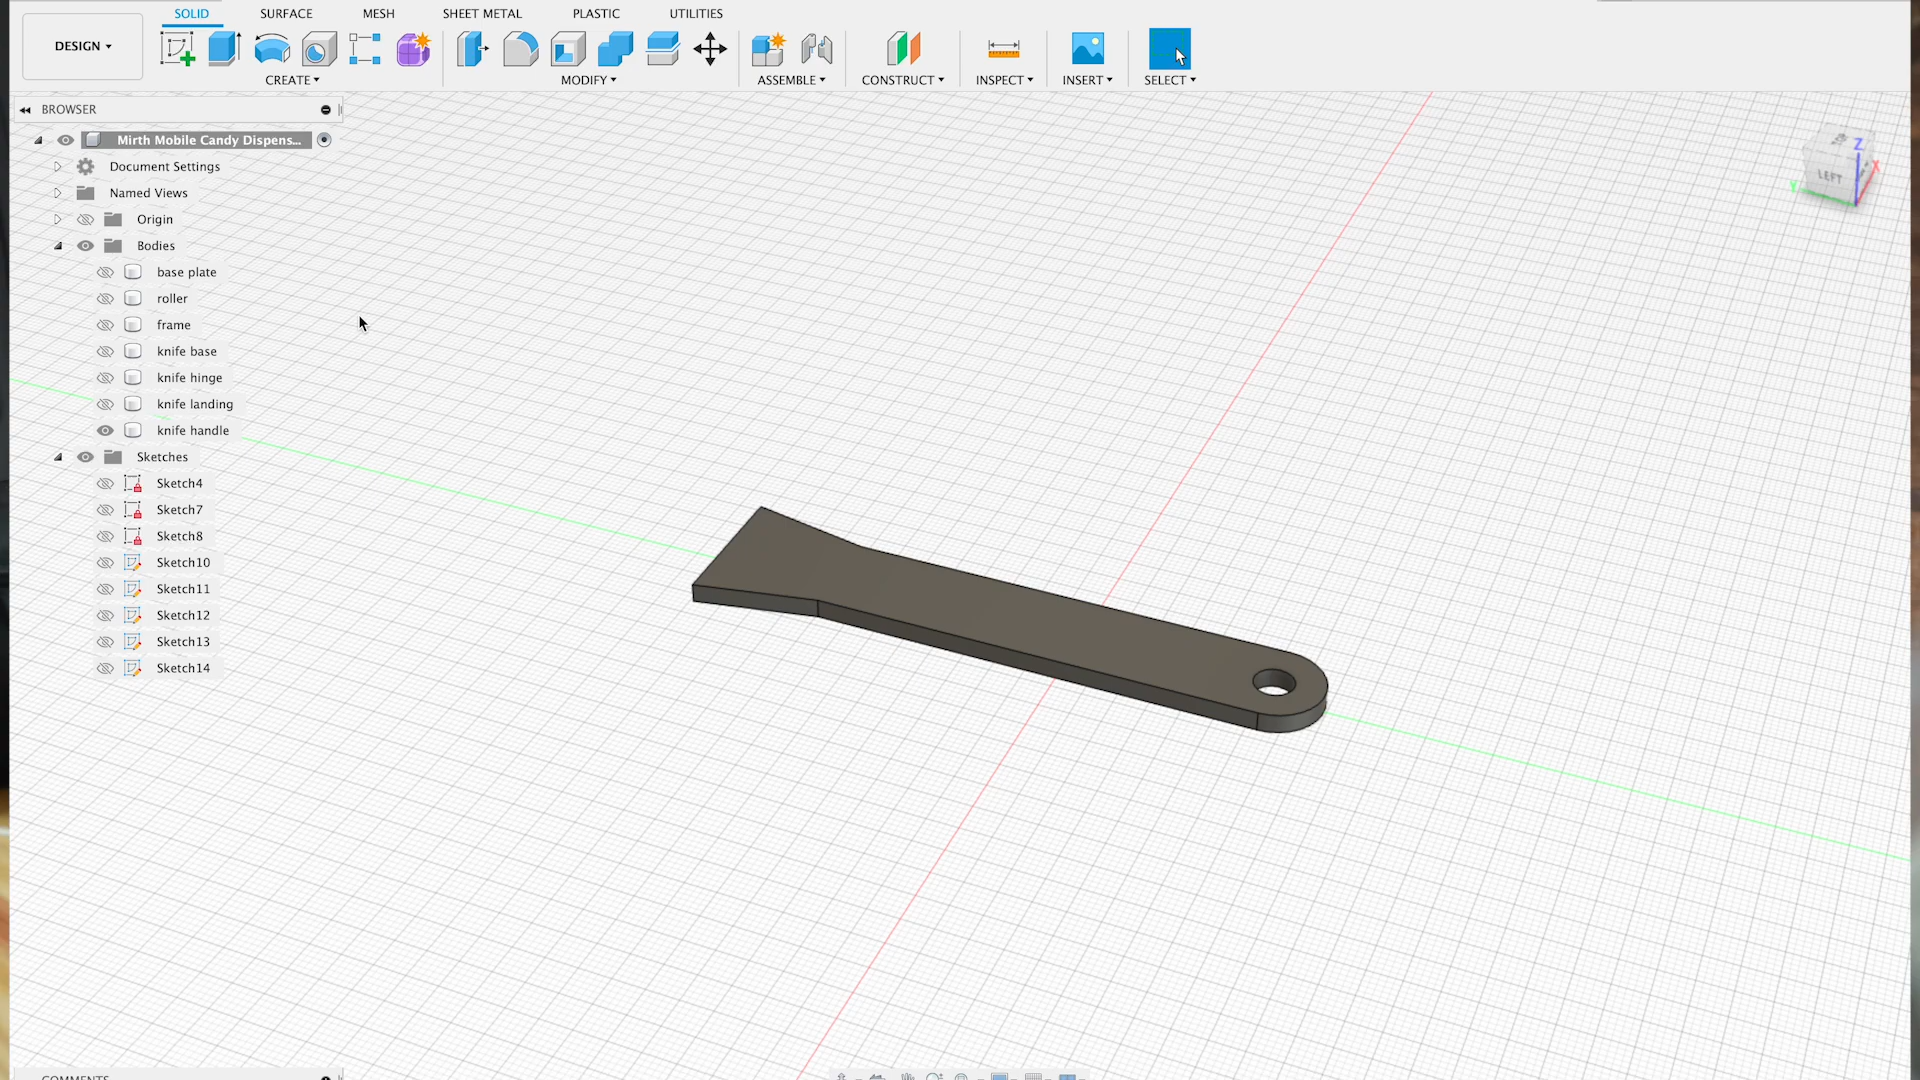 SOLID SURFACE MESH SHEET METAL PLASTIC UTILITIES
DESIGN
CREATE MODIFY ASSEMBLE CONSTRUCT INSPECT INSERT SELECT
BROWSER
Mirth Mobile Candy Dispens...
Document Settings
Named Views
Origin
Bodies
base plate
roller
frame
knife base
knife hinge
knife landing
knife handle
Sketches
Sketch4
Sketch7
Sketch8
Sketch10
Sketch11
Sketch12
Sketch13
Sketch14
Z
X
Y
LEFT
COMMENTS